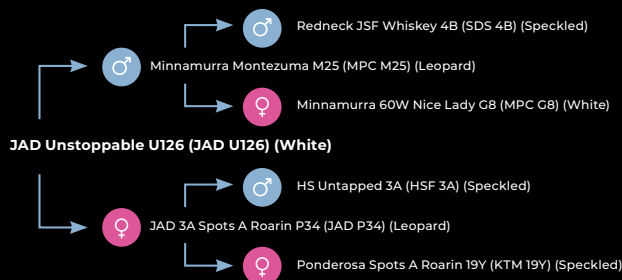 Redneck JSF Whiskey 4B (SDS 4B) (Speckled)
Minnamurra Montezuma M25 (MPC M25) (Leopard)
Minnamurra 60W Nice Lady G8 (MPC G8) (White)
JAD Unstoppable U126 (JAD U126) (White)
HS Untapped 3A (HSF 3A) (Speckled)
JAD 3A Spots A Roarin P34 (JAD P34) (Leopard)
Ponderosa Spots A Roarin 19Y (KTM 19Y) (Speckled)